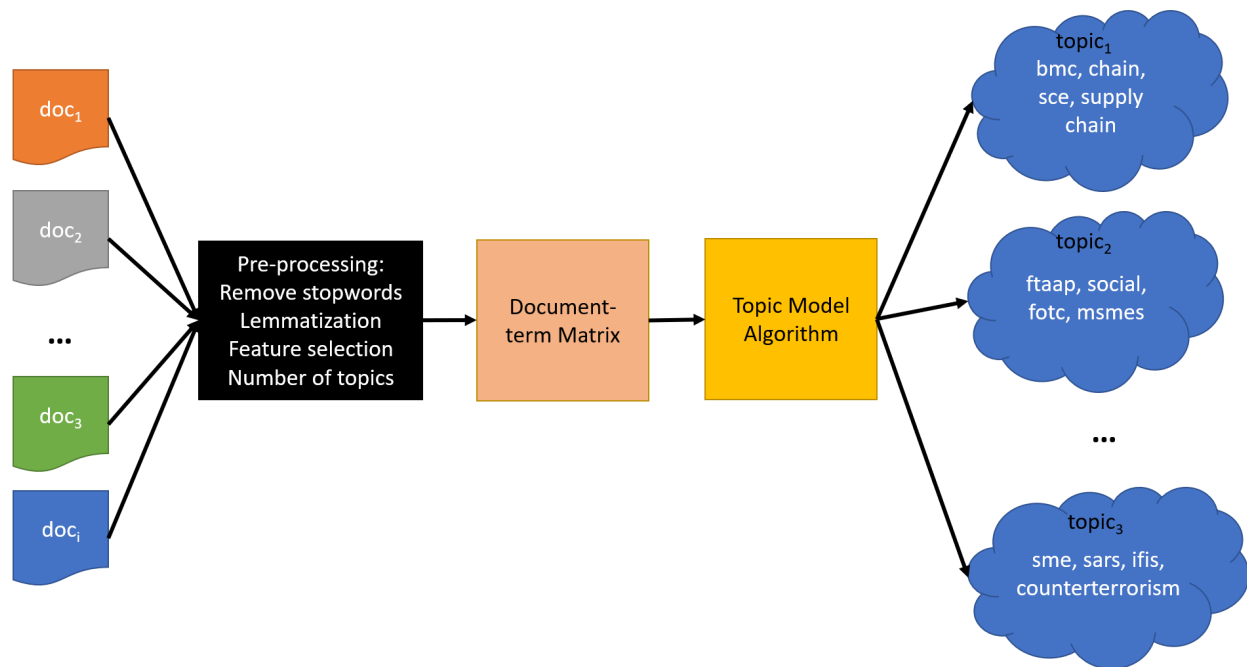 doc₁
doc₂
...
doc₃
docᵢ
Pre-processing:
Remove stopwords
Lemmatization
Feature selection
Number of topics
Document-
term Matrix
Topic Model
Algorithm
topic₁
bmc, chain,
sce, supply
chain
topic₂
ftaap, social,
fotc, msmes
...
topic₃
sme, sars, ifis,
counterterrorism